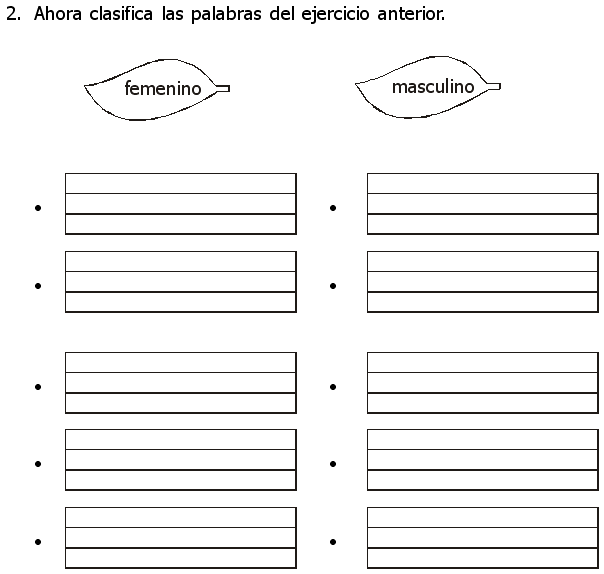 2. Ahora clasifica las palabras del ejercicio anterior.
femenino
masculino